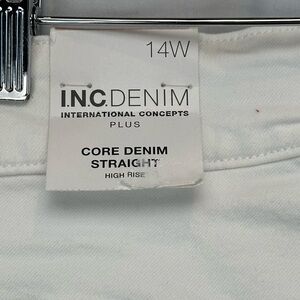 14W
I.N.C.DENIM
INTERNATIONAL CONCEPTS
PLUS
CORE DENIM
STRAIGHT
HIGH RISE